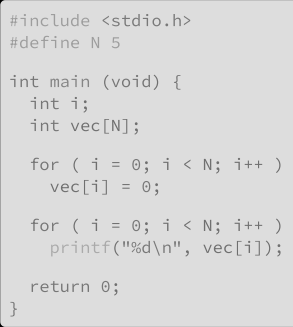 #include <stdio.h>
#define N 5
int main (void) {
int i;
int vec[N];
for ( i = 0; i < N; i++ )
vec[i] = 0;
for ( i = 0; i < N; i++ )
printf("%d\n", vec[i]);
return 0;
}